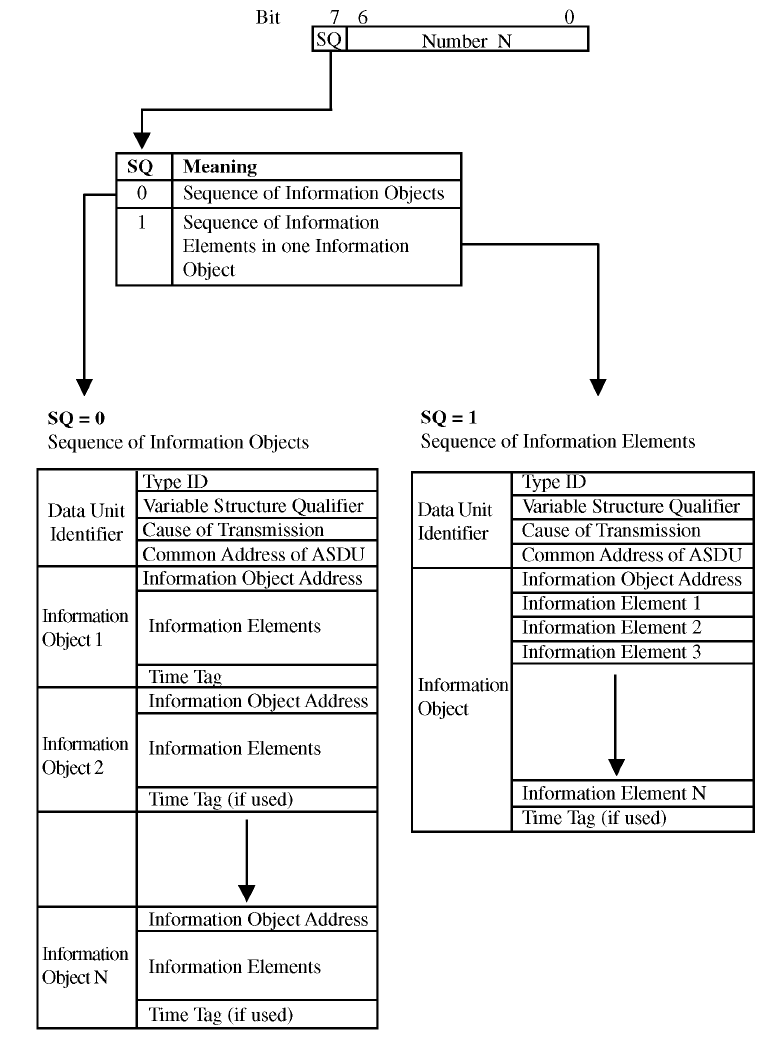 Bit 7 6 0
SQ Number N
SQ Meaning
0 Sequence of Information Objects
1 Sequence of Information
Elements in one Information
Object
SQ = 0
Sequence of Information Objects
Data Unit
Identifier
Type ID
Variable Structure Qualifier
Cause of Transmission
Common Address of ASDU
Information
Object 1
Information Object Address
Information Elements
Time Tag
Information
Object 2
Information Object Address
Information Elements
Time Tag (if used)
Information
Object N
Information Object Address
Information Elements
Time Tag (if used)
SQ = 1
Sequence of Information Elements
Data Unit
Identifier
Type ID
Variable Structure Qualifier
Cause of Transmission
Common Address of ASDU
Information
Object
Information Object Address
Information Element 1
Information Element 2
Information Element 3
Information Element N
Time Tag (if used)